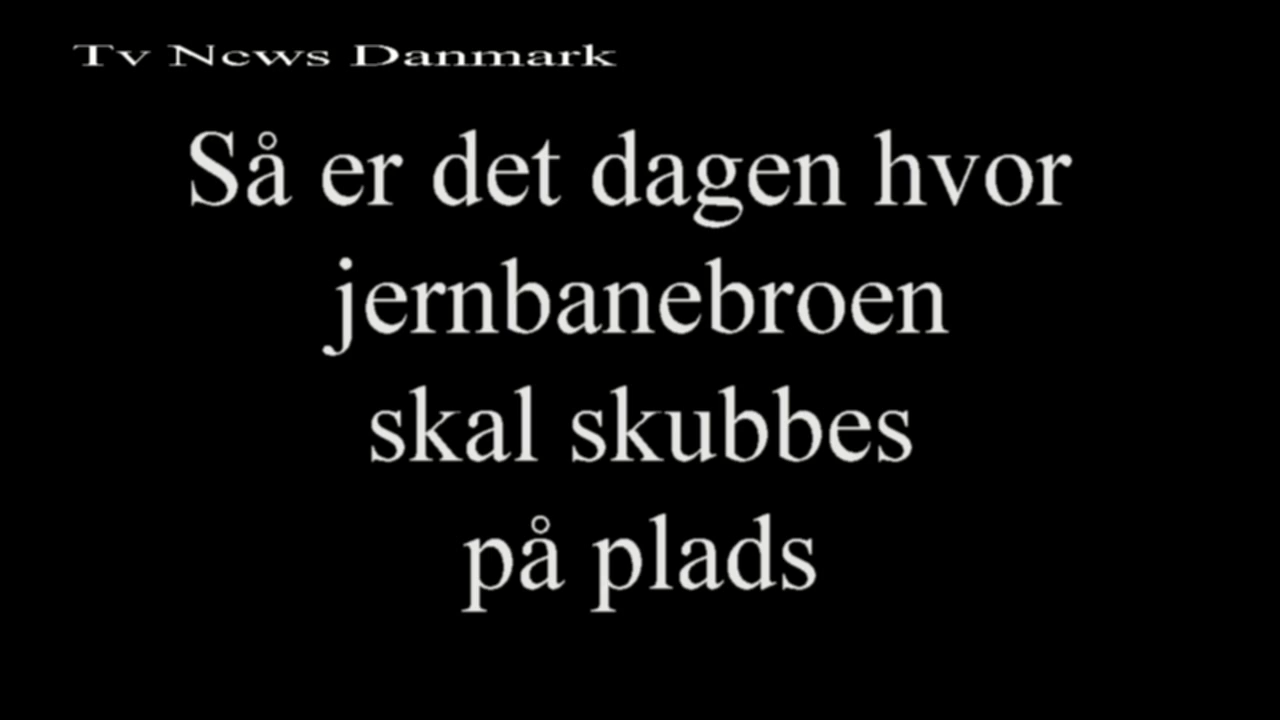 Tv News Danmark
Så er det dagen hvor
jernbanebroen
skal skubbes
på plads